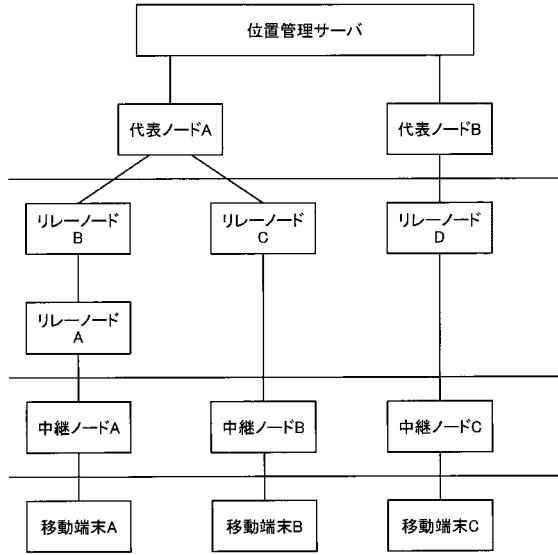 位置管理サーバ
代表ノードA
代表ノードB
リレーノード
B
リレーノード
C
リレーノード
D
リレーノード
A
中継ノードA
中継ノードB
中継ノードC
移動端末A
移動端末B
移動端末C